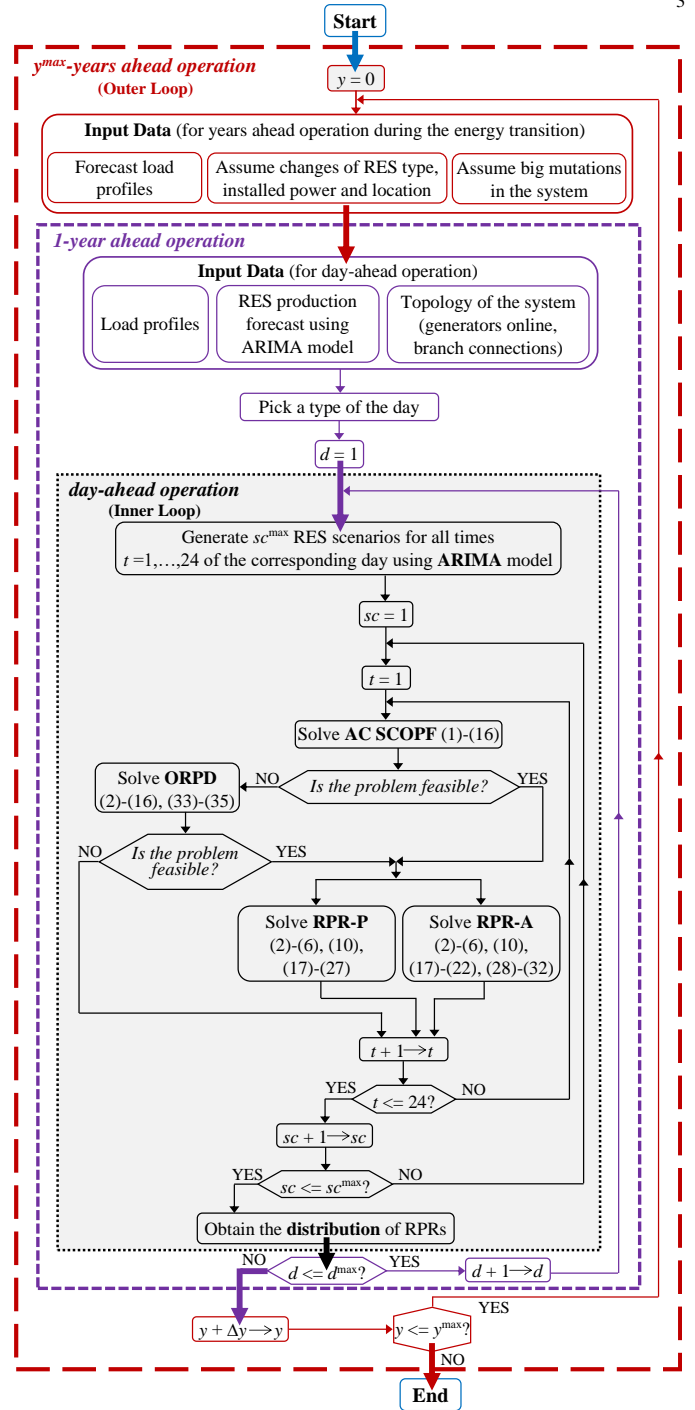 3
Start
y = 0
y^max-years ahead operation
(Outer Loop)
Input Data (for years ahead operation during the energy transition)
Forecast load
profiles
Assume changes of RES type,
installed power and location
Assume big mutations
in the system
1-year ahead operation
Input Data (for day-ahead operation)
Load profiles
RES production
forecast using
ARIMA model
Topology of the system
(generators online,
branch connections)
Pick a type of the day
d = 1
day-ahead operation
(Inner Loop)
Generate sc^max RES scenarios for all times
t =1,…,24 of the corresponding day using ARIMA model
sc = 1
t = 1
Solve AC SCOPF (1)-(16)
Is the problem feasible?
NO
YES
Solve ORPD
(2)-(16), (33)-(35)
Is the problem
feasible?
NO
YES
Solve RPR-P
(2)-(6), (10),
(17)-(27)
Solve RPR-A
(2)-(6), (10),
(17)-(22), (28)-(32)
t + 1→t
t <= 24?
YES
NO
sc + 1→sc
sc <= sc^max?
YES
NO
Obtain the distribution of RPRs
d <= d^max?
NO
YES
d + 1→d
y + Δy→y
y <= y^max?
YES
NO
End